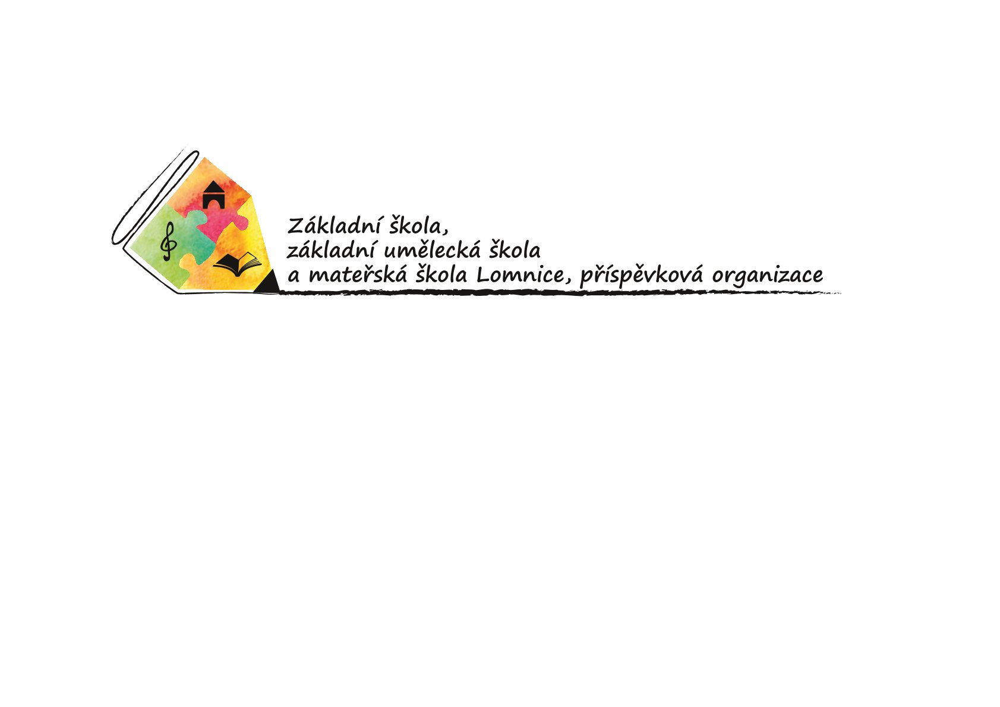 Základní škola,
základní umělecká škola
a mateřská škola Lomnice, příspěvková organizace